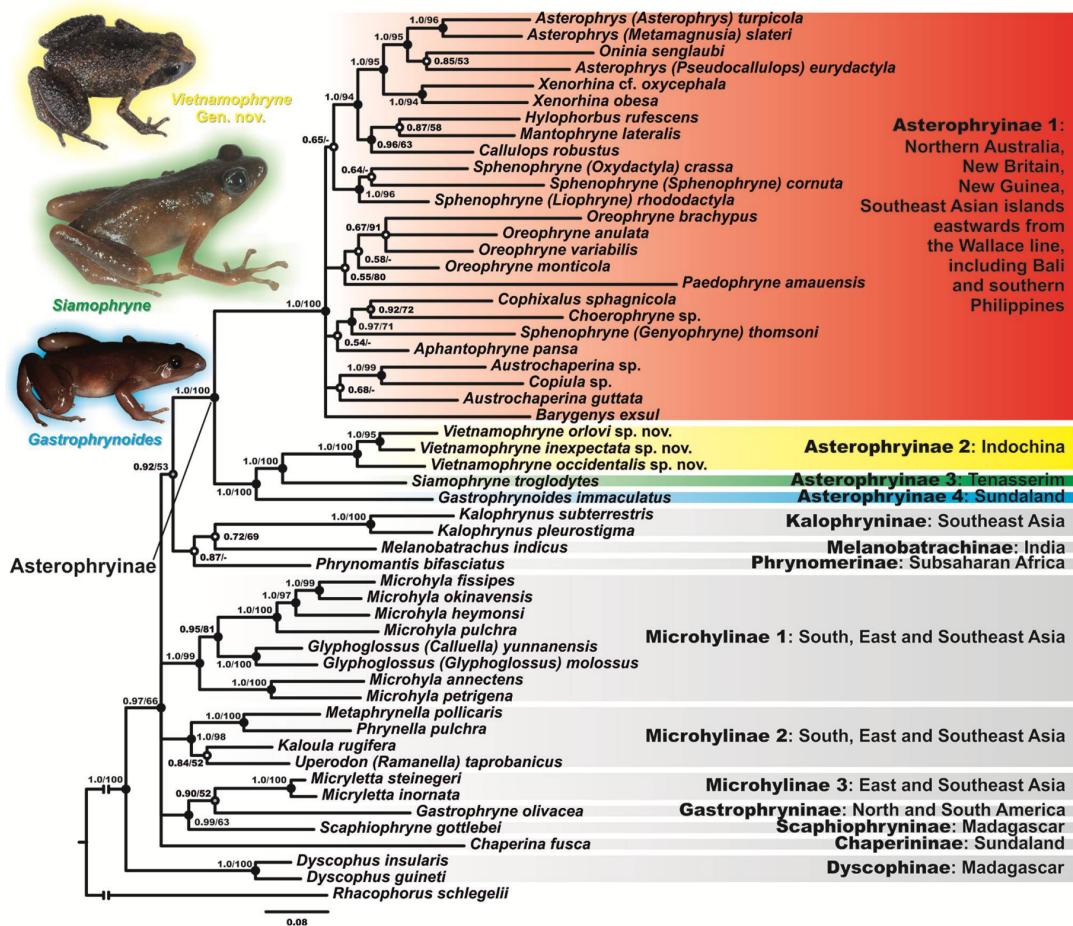 Vietnamophryne
Gen. nov.
Siamophryne
Gastrophrynoides
Asterophryinae
1.0/96
Asterophrys (Asterophrys) turpicola
Asterophrys (Metamagnusia) slateri
1.0/95
Oninia senglaubi
0.85/53
Asterophrys (Pseudocallulops) eurydactyla
1.0/95
Xenorhina cf. oxycephala
1.0/94
Xenorhina obesa
1.0/94
Hylophorbus rufescens
0.87/58
Mantophryne lateralis
0.96/63
Callulops robustus
0.65/-
0.64/-
Sphenophryne (Oxydactyla) crassa
Sphenophryne (Sphenophryne) cornuta
1.0/96
Sphenophryne (Liophryne) rhododactyla
Oreophryne brachypus
0.67/91
Oreophryne anulata
Oreophryne variabilis
0.58/-
Oreophryne monticola
0.55/80
Paedophryne amauensis
1.0/100
Cophixalus sphagnicola
0.92/72
Choerophryne sp.
0.97/71
Sphenophryne (Genyophryne) thomsoni
0.54/-
Aphantophryne pansa
Austrochaperina sp.
1.0/99
Copiula sp.
0.68/-
Austrochaperina guttata
Barygenys exsul
Asterophryinae 1:
Northern Australia,
New Britain,
New Guinea,
Southeast Asian islands
eastwards from
the Wallace line,
including Bali
and southern
Philippines
1.0/100
1.0/95
Vietnamophryne orlovi sp. nov.
Vietnamophryne inexpectata sp. nov.
1.0/100
Vietnamophryne occidentalis sp. nov.
Asterophryinae 2: Indochina
1.0/100
Siamophryne troglodytes
Asterophryinae 3: Tenasserim
1.0/100
Gastrophrynoides immaculatus
Asterophryinae 4: Sundaland
0.92/53
Kalophrynus subterrestris
1.0/100
Kalophrynus pleurostigma
Kalophryninae: Southeast Asia
0.72/69
Melanobatrachus indicus
Melanobatrachinae: India
0.87/-
Phrynomantis bifasciatus
Phrynomerinae: Subsaharan Africa
1.0/99
Microhyla fissipes
1.0/97
Microhyla okinavensis
1.0/100
Microhyla heymonsi
0.95/81
Microhyla pulchra
Glyphoglossus (Calluella) yunnanensis
1.0/100
Glyphoglossus (Glyphoglossus) molossus
1.0/99
Microhyla annectens
1.0/100
Microhyla petrigena
Microhylinae 1: South, East and Southeast Asia
0.97/66
Metaphrynella pollicaris
1.0/100
Phrynella pulchra
1.0/98
Kaloula rugifera
0.84/52
Uperodon (Ramanella) taprobanicus
Microhylinae 2: South, East and Southeast Asia
1.0/100
1.0/100
Micryletta steinegeri
Micryletta inornata
Microhylinae 3: East and Southeast Asia
0.90/52
Gastrophryne olivacea
Gastrophryninae: North and South America
0.99/63
Scaphiophryne gottlebei
Scaphiophryninae: Madagascar
Chaperina fusca
Chaperininae: Sundaland
1.0/100
Dyscophus insularis
Dyscophus guineti
Dyscophinae: Madagascar
Rhacophorus schlegelii
0.08